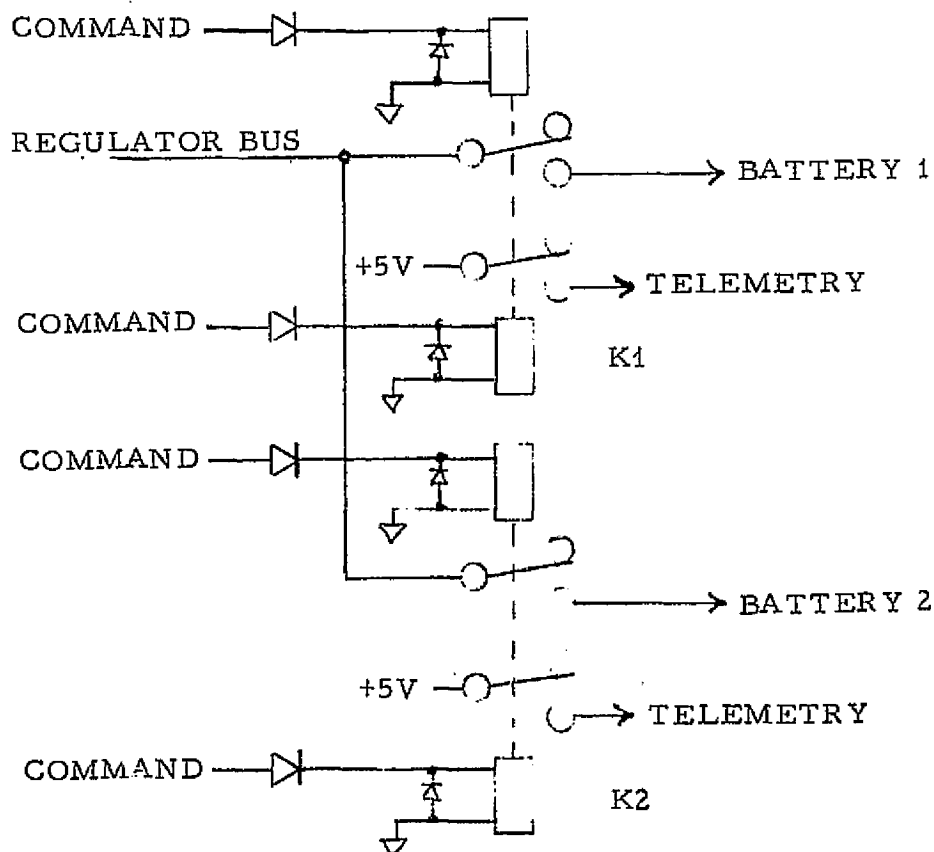 COMMAND
REGULATOR BUS
BATTERY 1
+5V
TELEMETRY
COMMAND
K1
COMMAND
BATTERY 2
+5V
TELEMETRY
COMMAND
K2